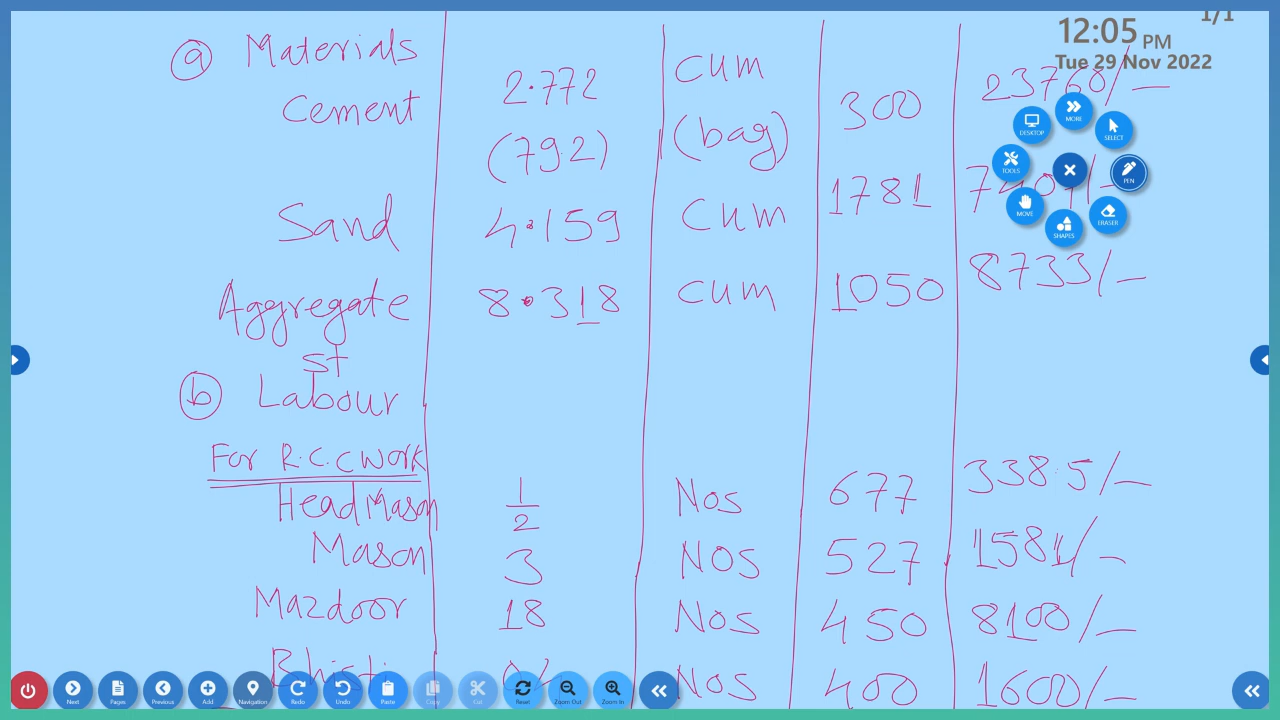 1/1
12:05 PM
Tue 29 Nov 2022
(a) Materials
Cement 2.772 cum 300 23760/-
(79.2) (bag)
Sand 4.159 cum 1781
Aggregate 8.318 cum 1050 8733/-
St
(b) Labour
For R.C.C Work
Head Mason 1/2 Nos 677 338.5/-
Mason 3 NOS 527 1581/-
Mazdoor 18 Nos 450 8100/-
Bhisti 04 Nos 400 1600/-
MORE
DESKTOP
SELECT
TOOLS
PEN
MOVE
ERASER
SHAPES
Next Pages Previous Add Navigation Redo Undo Paste Copy Cut Reset Zoom Out Zoom In